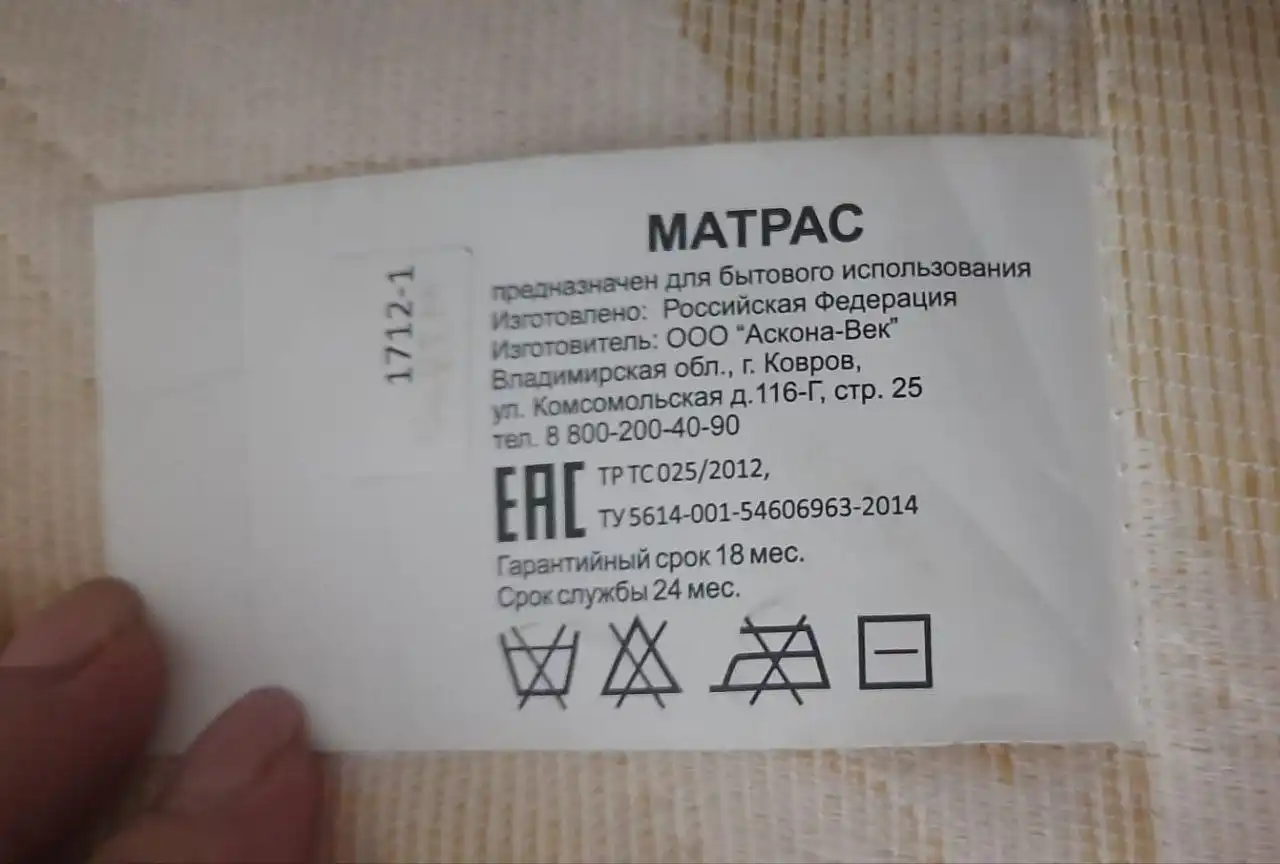 1712-1
МАТРАС
предназначен для бытового использования
Изготовлено: Российская Федерация
Изготовитель: ООО “Аскона-Век”
Владимирская обл., г. Ковров,
ул. Комсомольская д.116-Г, стр. 25
тел. 8 800-200-40-90
ЕАС ТР ТС 025/2012,
ТУ 5614-001-54606963-2014
Гарантийный срок 18 мес.
Срок службы 24 мес.